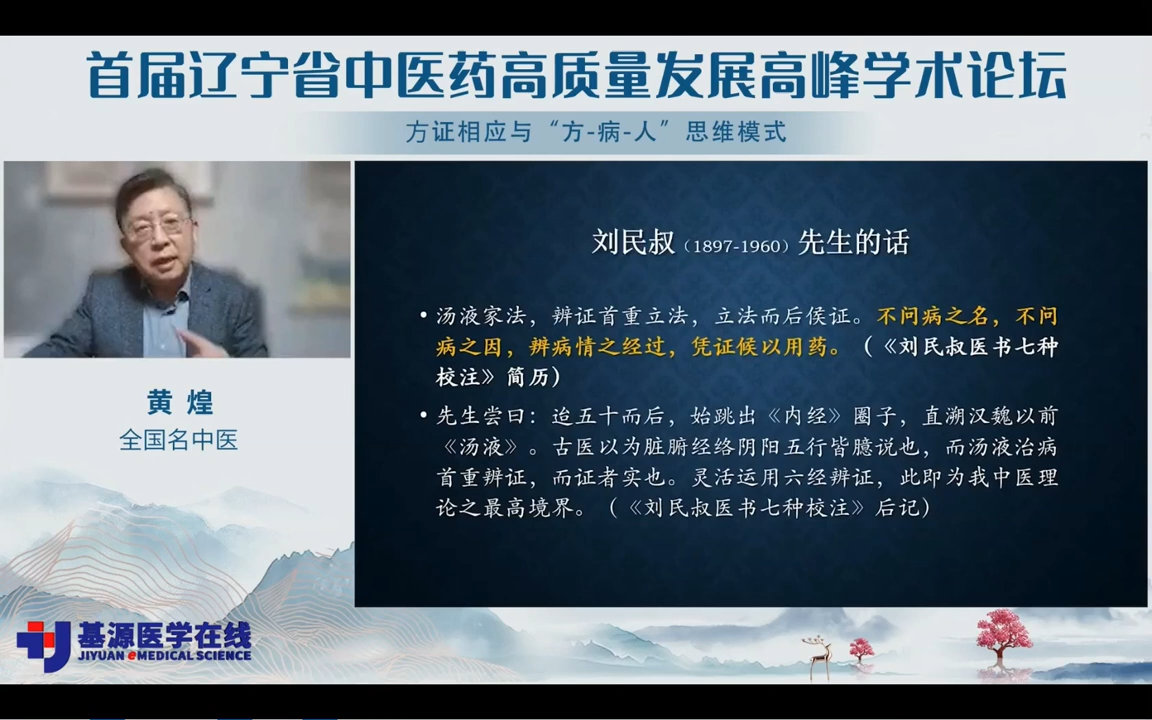 首届辽宁省中医药高质量发展高峰学术论坛
方证相应与“方-病-人”思维模式
黄 煌
全国名中医
刘民叔（1897-1960）先生的话
• 汤液家法，辨证首重立法，立法而后侯证。不问病之名，不问
病之因，辨病情之经过，凭证候以用药。（《刘民叔医书七种
校注》简历）
• 先生尝曰：迨五十而后，始跳出《内经》圈子，直溯汉魏以前
《汤液》。古医以为脏腑经络阴阳五行皆臆说也，而汤液治病
首重辨证，而证者实也。灵活运用六经辨证，此即为我中医理
论之最高境界。（《刘民叔医书七种校注》后记）
基源医学在线
JIYUAN eMEDICAL SCIENCE